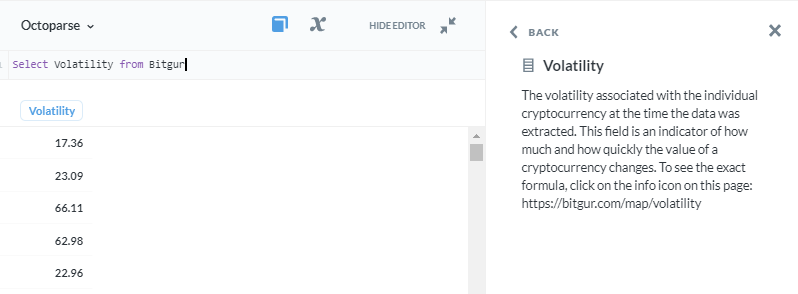 Octoparse
HIDE EDITOR
Select Volatility from Bitgur
Volatility
17.36
23.09
66.11
62.98
22.96
BACK
Volatility
The volatility associated with the individual
cryptocurrency at the time the data was
extracted. This field is an indicator of how
much and how quickly the value of a
cryptocurrency changes. To see the exact
formula, click on the info icon on this page:
https://bitgur.com/map/volatility